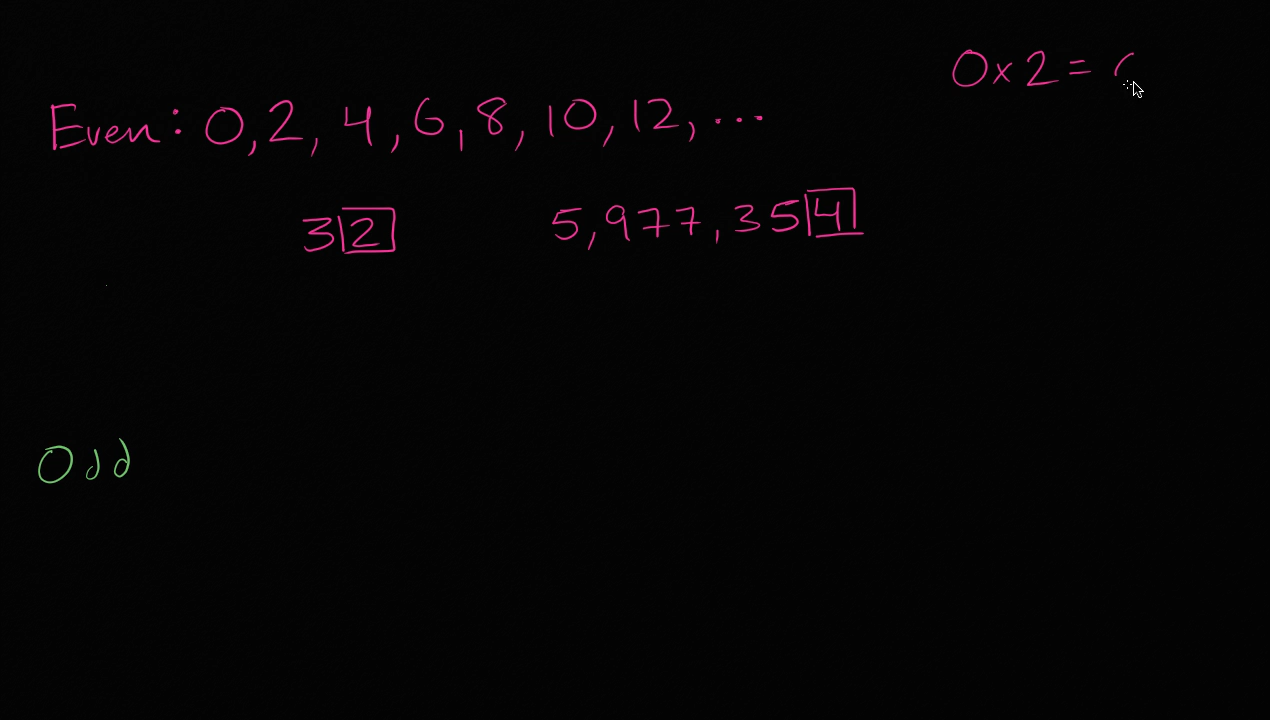 0x2=
Even: 0, 2, 4, 6, 8, 10, 12, ...
32 5,977,354
Odd